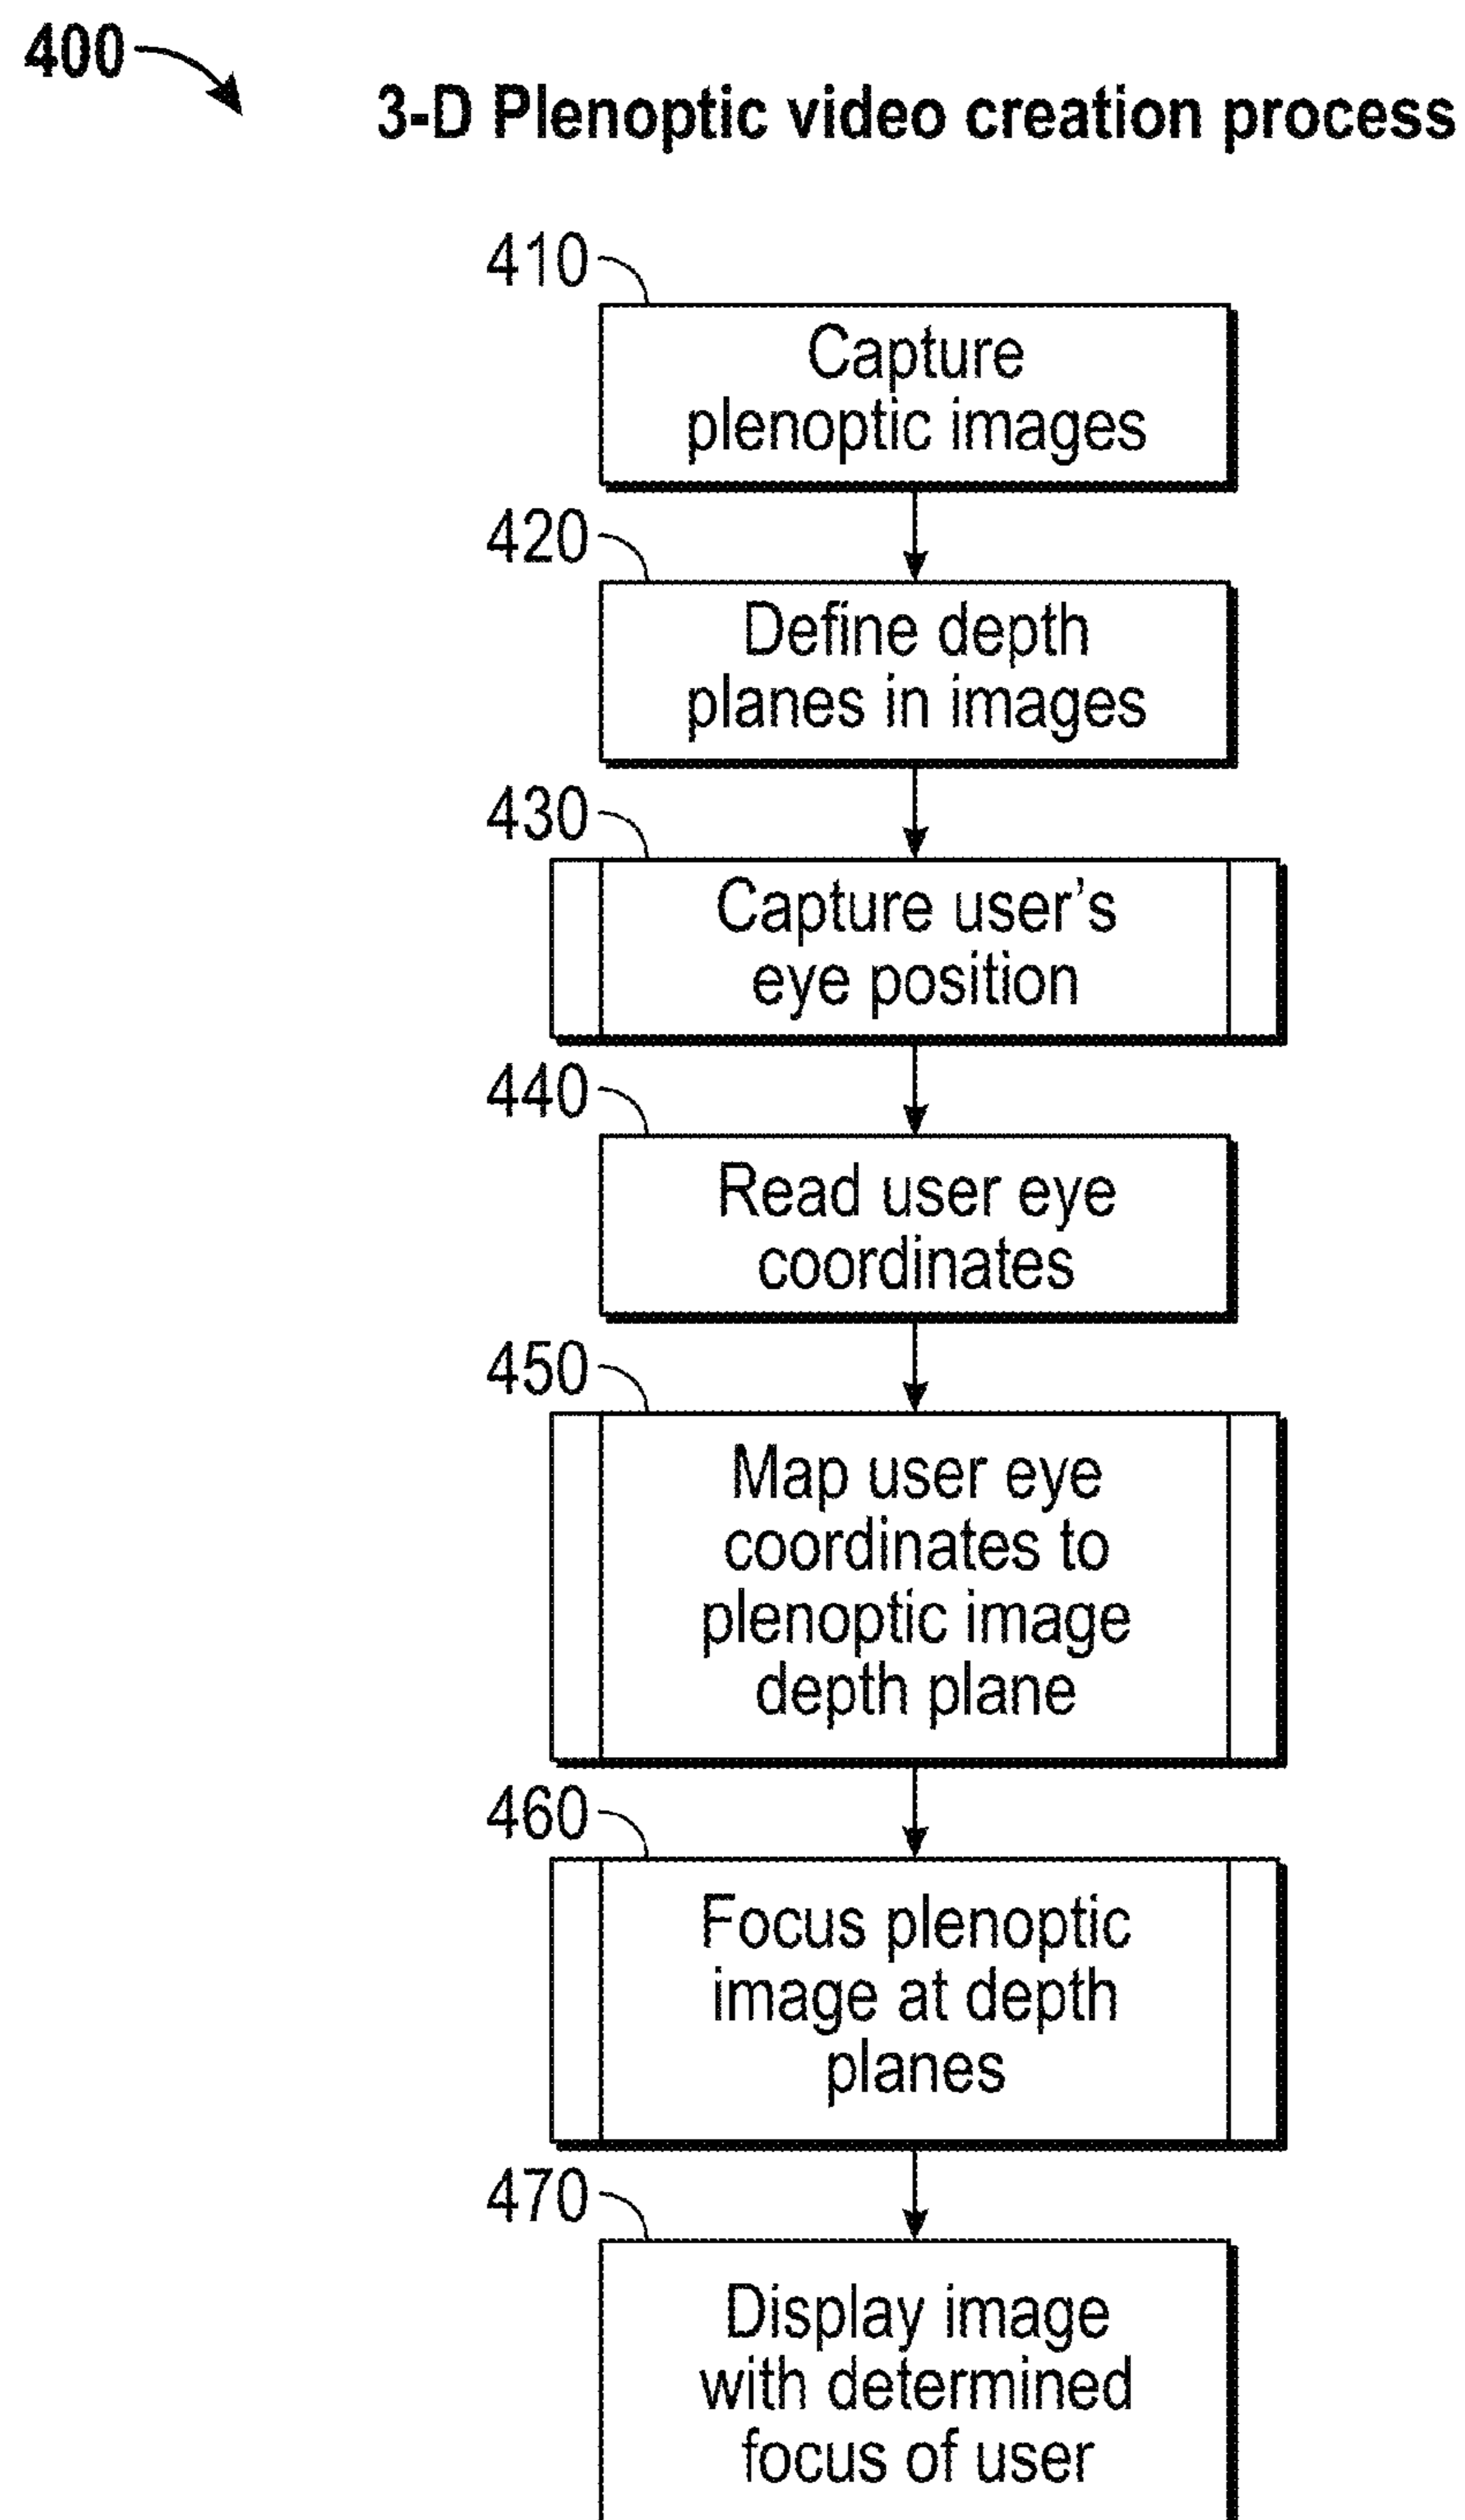 400
3-D Plenoptic video creation process
410
Capture
plenoptic images
420
Define depth
planes in images
430
Capture user's
eye position
440
Read user eye
coordinates
450
Map user eye
coordinates to
plenoptic image
depth plane
460
Focus plenoptic
image at depth
planes
470
Display image
with determined
focus of user